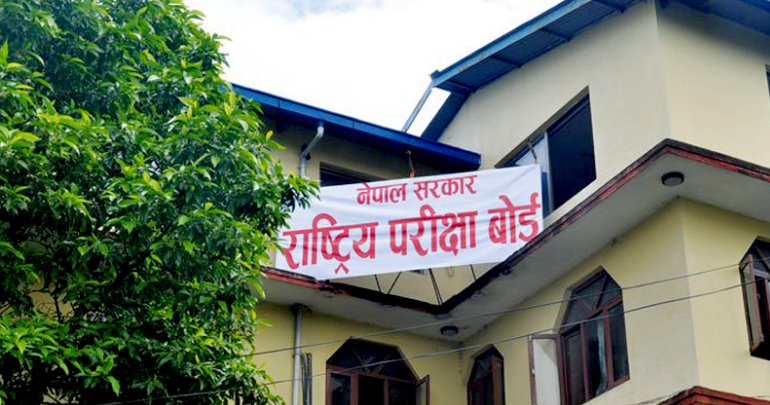 नेपाल सरकार
राष्ट्रिय परीक्षा बोर्ड